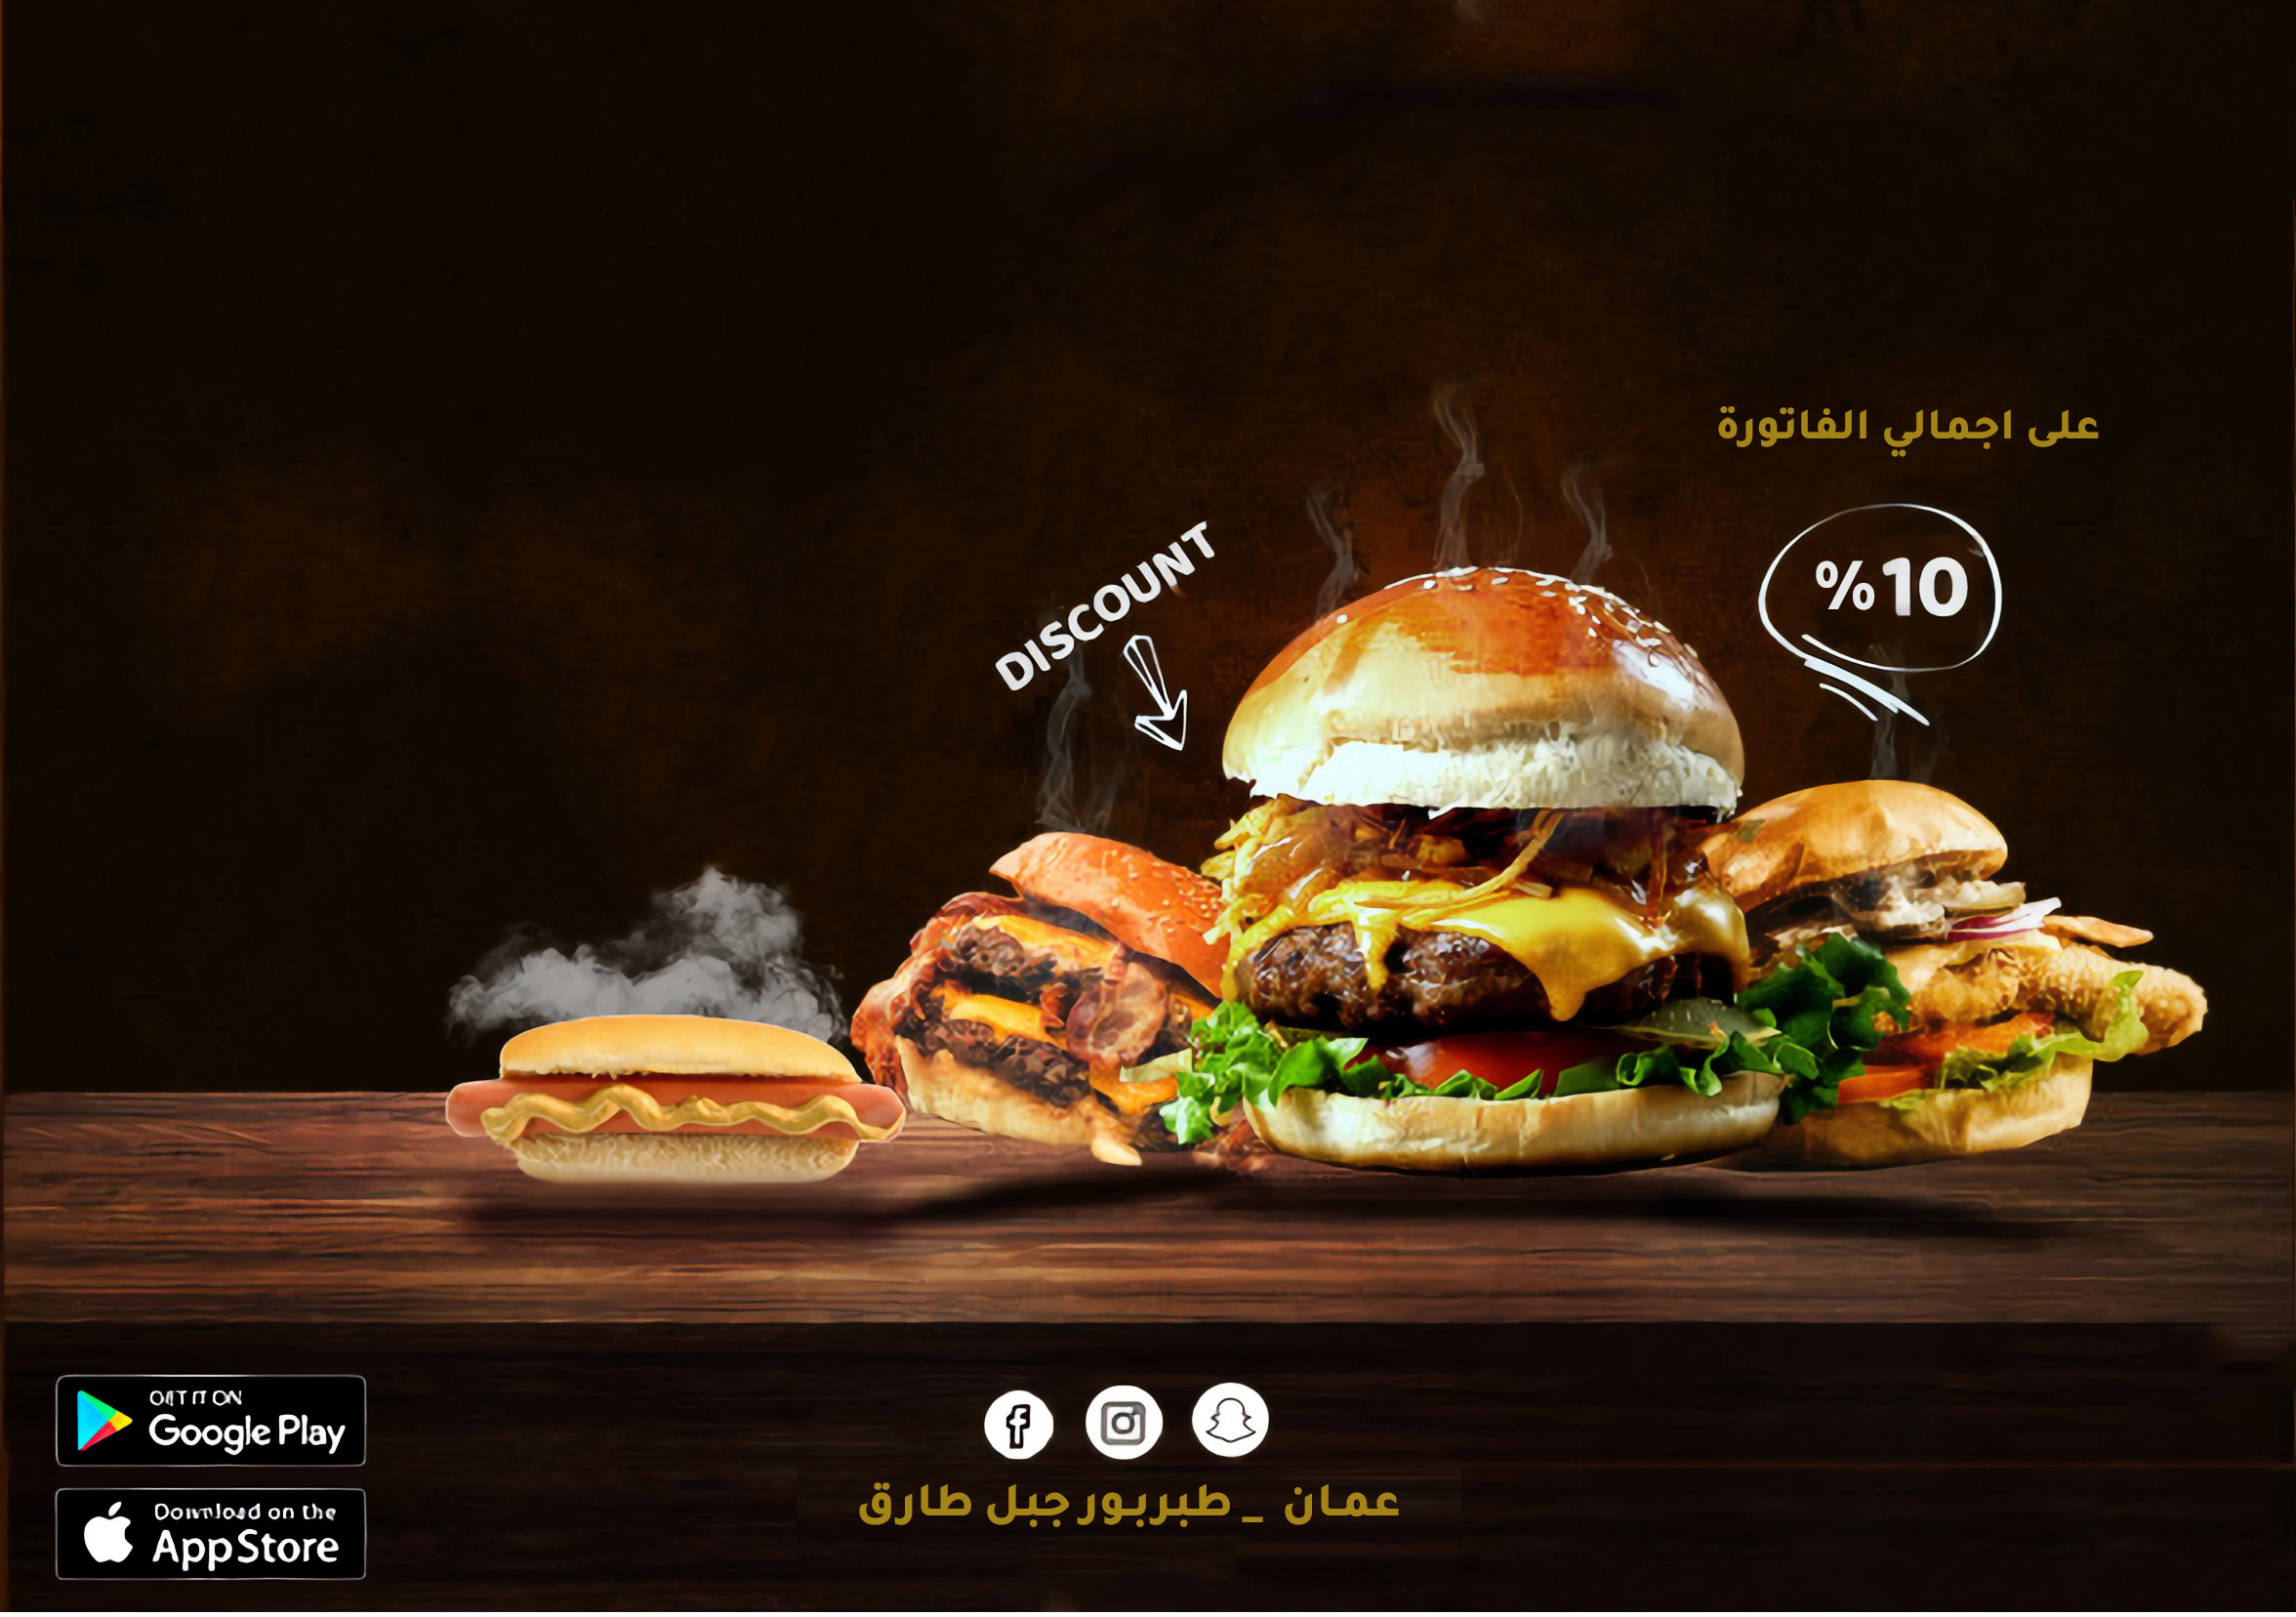 على اجمالي الفاتورة
%10
DISCOUNT
GET IT ON
Google Play
Download on the
App Store
عمان _ طبربور جبل طارق